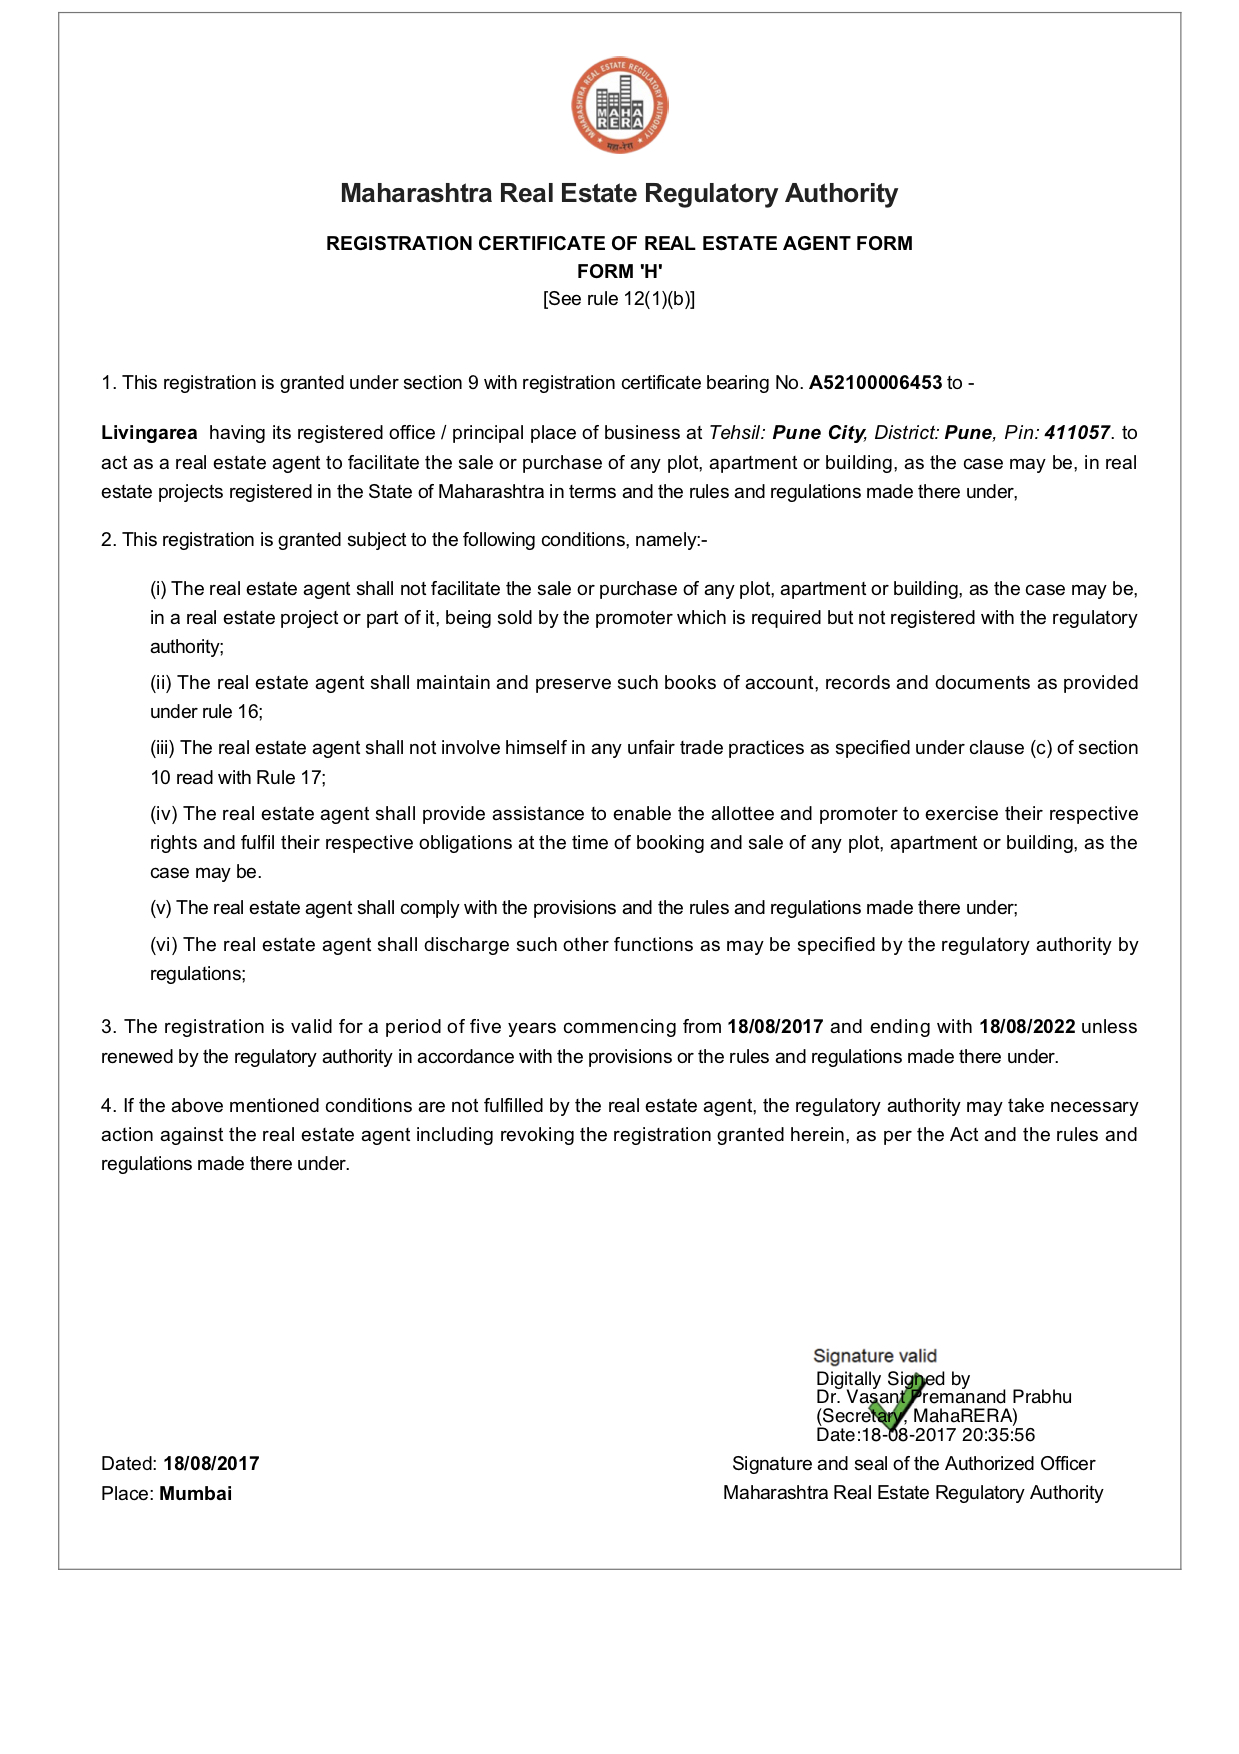 MAHARASHTRA REAL ESTATE REGULATORY AUTHORITY
MAHA
RERA
महा-रेरा
Maharashtra Real Estate Regulatory Authority
REGISTRATION CERTIFICATE OF REAL ESTATE AGENT FORM
FORM 'H'
[See rule 12(1)(b)]
1. This registration is granted under section 9 with registration certificate bearing No. A52100006453 to -
Livingarea having its registered office / principal place of business at Tehsil: Pune City, District: Pune, Pin: 411057. to
act as a real estate agent to facilitate the sale or purchase of any plot, apartment or building, as the case may be, in real
estate projects registered in the State of Maharashtra in terms and the rules and regulations made there under,
2. This registration is granted subject to the following conditions, namely:-
(i) The real estate agent shall not facilitate the sale or purchase of any plot, apartment or building, as the case may be,
in a real estate project or part of it, being sold by the promoter which is required but not registered with the regulatory
authority;
(ii) The real estate agent shall maintain and preserve such books of account, records and documents as provided
under rule 16;
(iii) The real estate agent shall not involve himself in any unfair trade practices as specified under clause (c) of section
10 read with Rule 17;
(iv) The real estate agent shall provide assistance to enable the allottee and promoter to exercise their respective
rights and fulfil their respective obligations at the time of booking and sale of any plot, apartment or building, as the
case may be.
(v) The real estate agent shall comply with the provisions and the rules and regulations made there under;
(vi) The real estate agent shall discharge such other functions as may be specified by the regulatory authority by
regulations;
3. The registration is valid for a period of five years commencing from 18/08/2017 and ending with 18/08/2022 unless
renewed by the regulatory authority in accordance with the provisions or the rules and regulations made there under.
4. If the above mentioned conditions are not fulfilled by the real estate agent, the regulatory authority may take necessary
action against the real estate agent including revoking the registration granted herein, as per the Act and the rules and
regulations made there under.
Signature valid
Digitally Signed by
Dr. Vasant Premanand Prabhu
(Secretary, MahaRERA)
Date:18-08-2017 20:35:56
Dated: 18/08/2017
Signature and seal of the Authorized Officer
Place: Mumbai
Maharashtra Real Estate Regulatory Authority